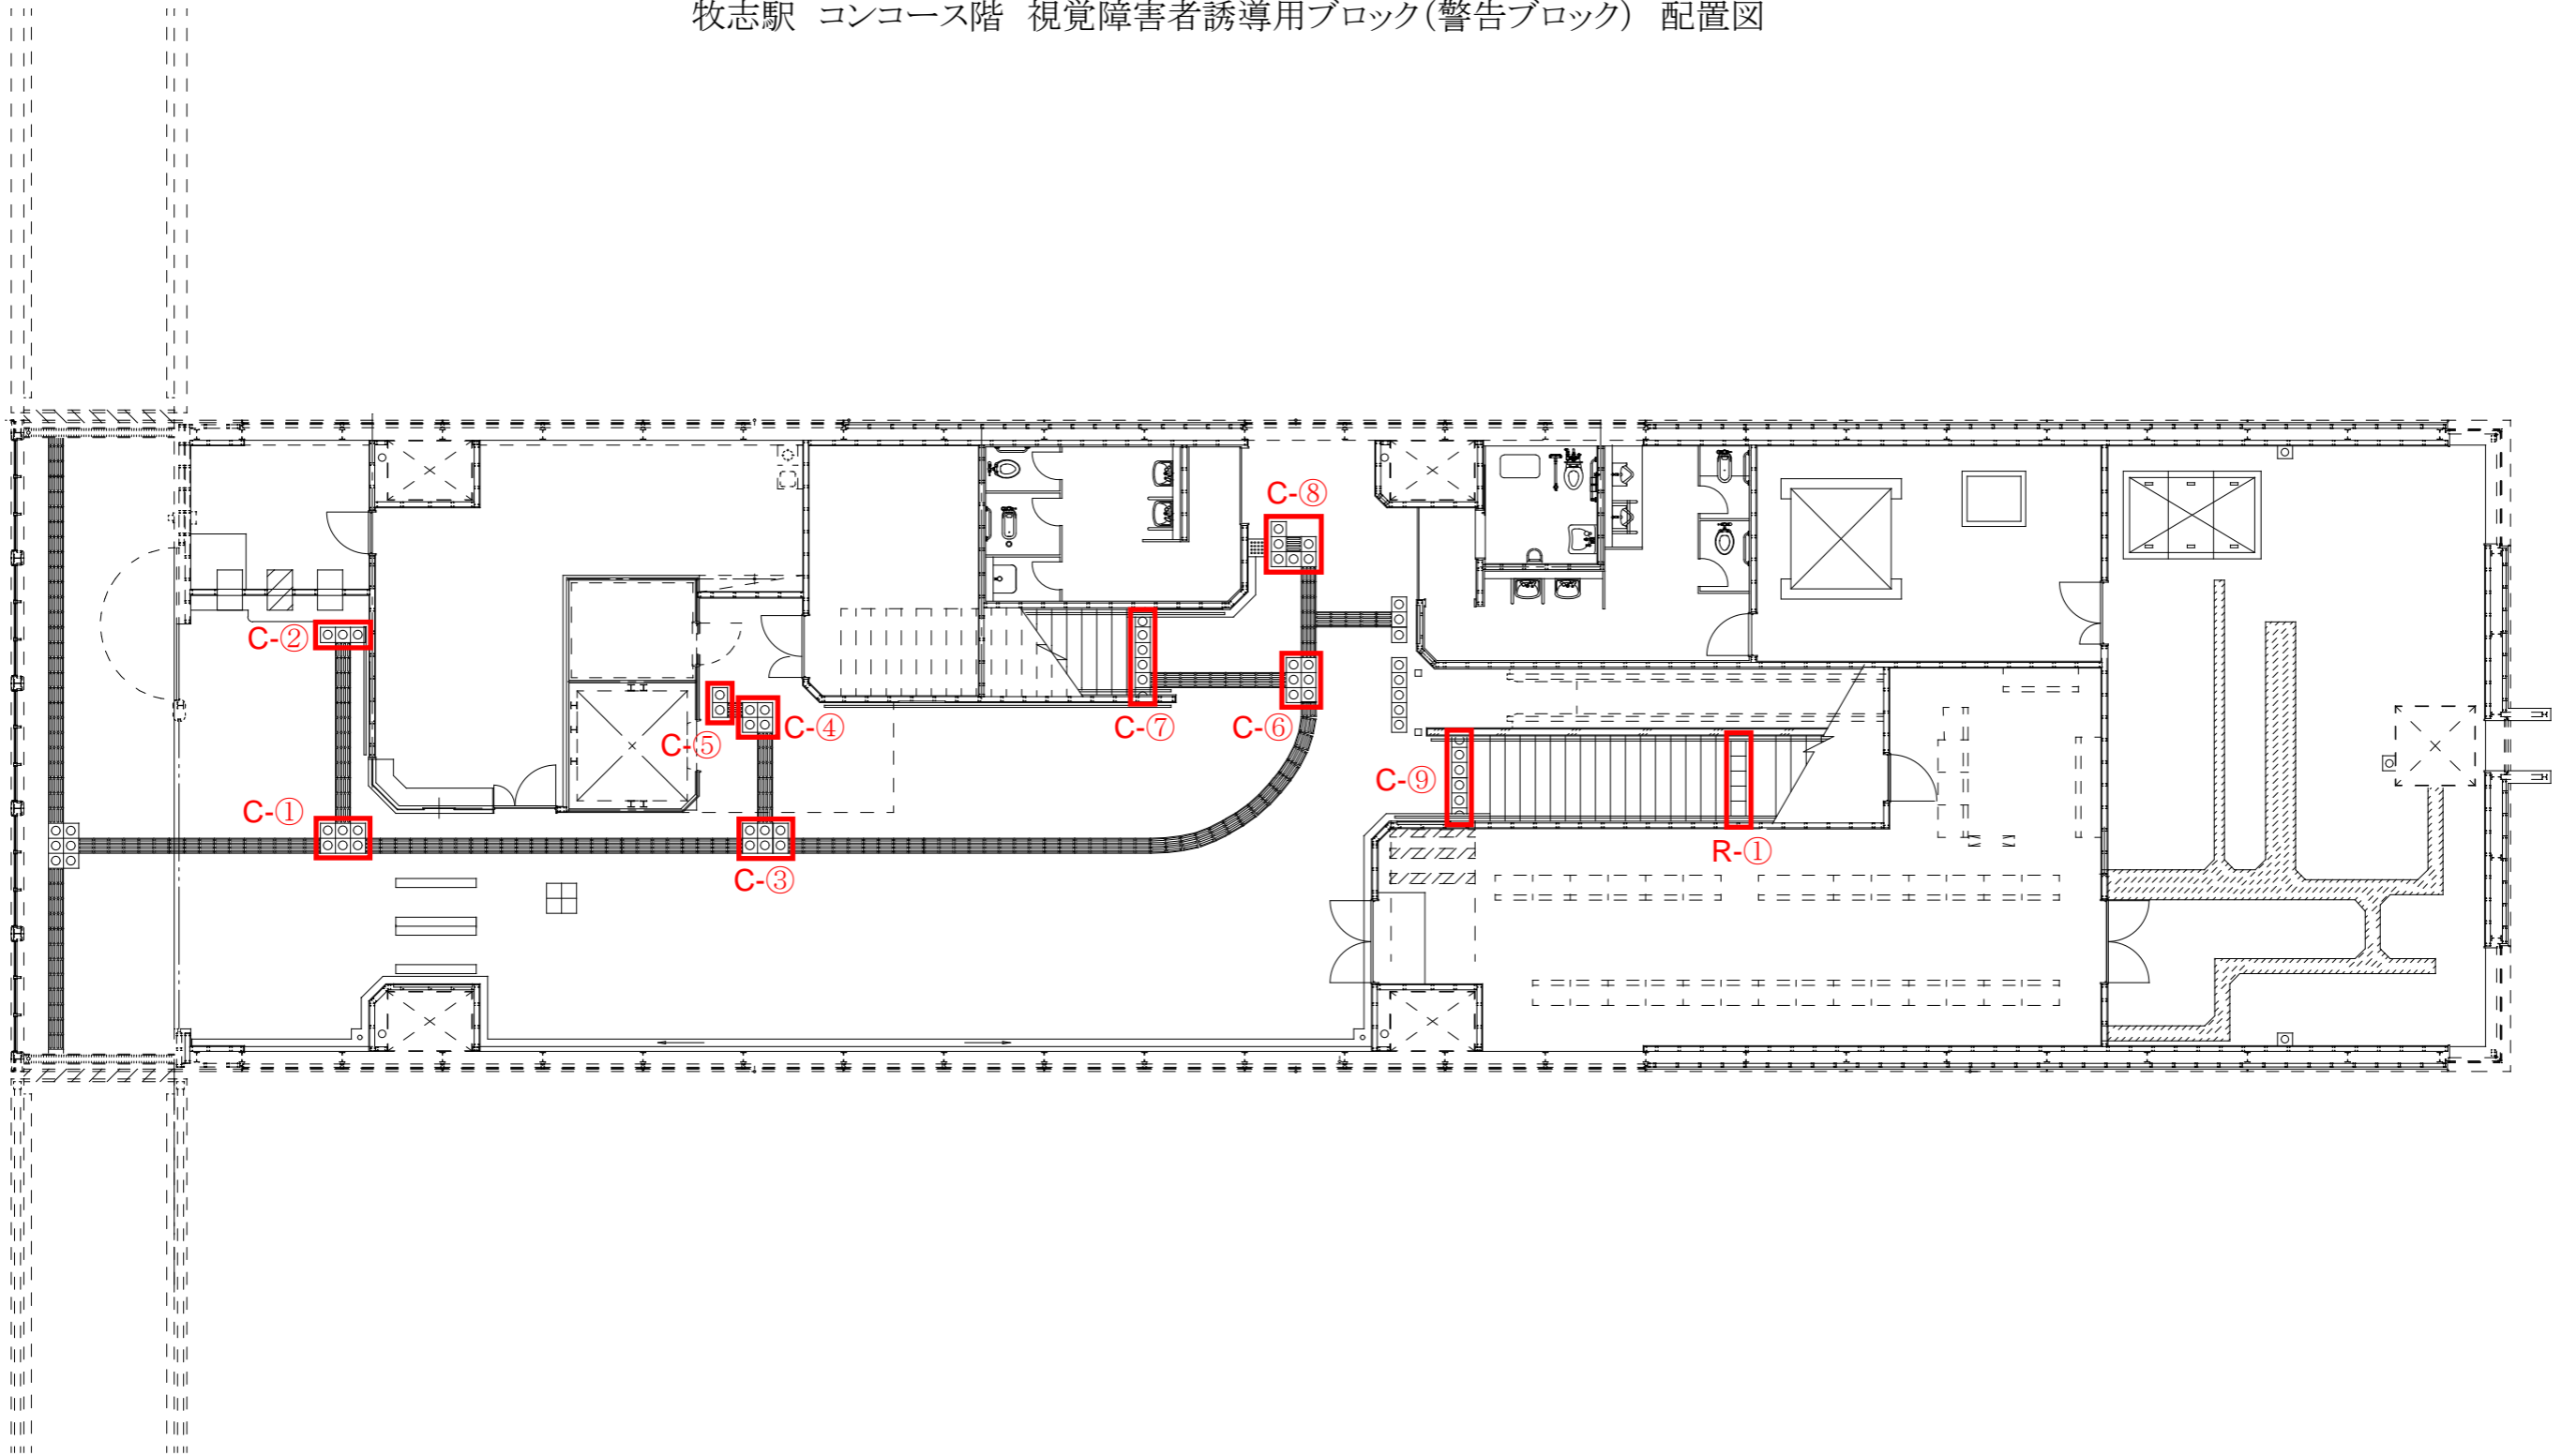 牧志駅　コンコース階　視覚障害者誘導用ブロック(警告ブロック)　配置図
C-⑧
C-②
C-⑤
C-④
C-⑦
C-⑥
C-⑨
C-①
R-①
C-③